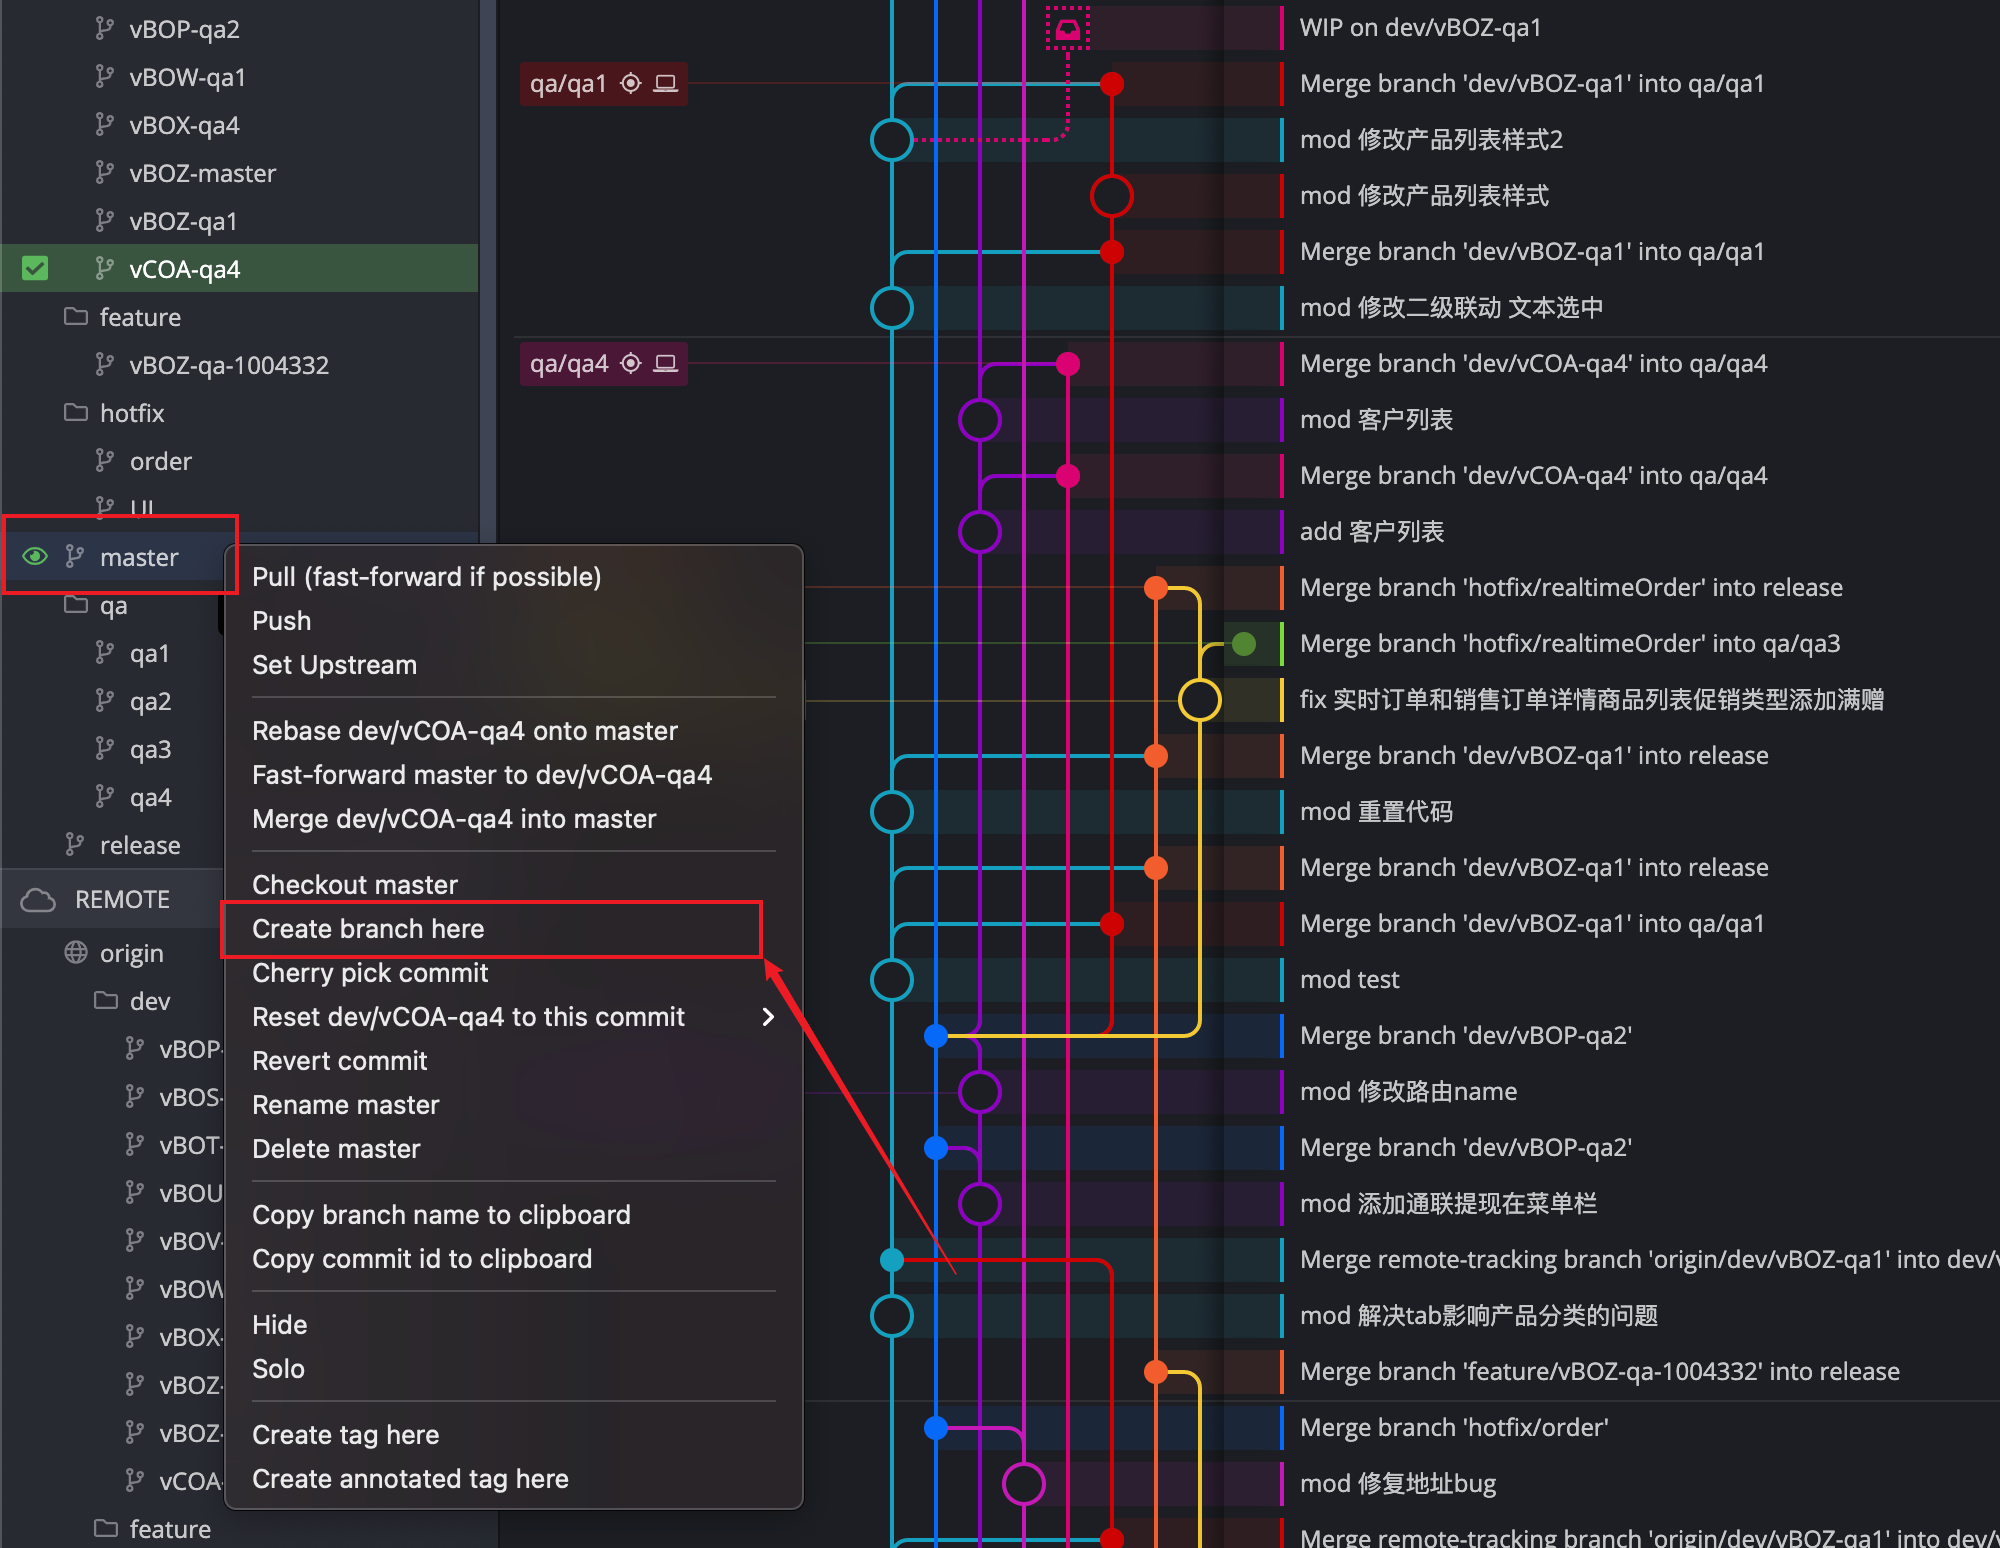 vBOP-qa2
vBOW-qa1
vBOX-qa4
vBOZ-master
vBOZ-qa1
vCOA-qa4
feature
vBOZ-qa-1004332
hotfix
order
UI
master
qa
qa1
qa2
qa3
qa4
release
REMOTE
origin
dev
vBOP-
vBOS-
vBOT-
vBOU
vBOV-
vBOW
vBOX-
vBOZ-
vBOZ-
vCOA-
feature
Pull (fast-forward if possible)
Push
Set Upstream
Rebase dev/vCOA-qa4 onto master
Fast-forward master to dev/vCOA-qa4
Merge dev/vCOA-qa4 into master
Checkout master
Create branch here
Cherry pick commit
Reset dev/vCOA-qa4 to this commit
Revert commit
Rename master
Delete master
Copy branch name to clipboard
Copy commit id to clipboard
Hide
Solo
Create tag here
Create annotated tag here
qa/qa1
qa/qa4
WIP on dev/vBOZ-qa1
Merge branch 'dev/vBOZ-qa1' into qa/qa1
mod 修改产品列表样式2
mod 修改产品列表样式
Merge branch 'dev/vBOZ-qa1' into qa/qa1
mod 修改二级联动 文本选中
Merge branch 'dev/vCOA-qa4' into qa/qa4
mod 客户列表
Merge branch 'dev/vCOA-qa4' into qa/qa4
add 客户列表
Merge branch 'hotfix/realtimeOrder' into release
Merge branch 'hotfix/realtimeOrder' into qa/qa3
fix 实时订单和销售订单详情商品列表促销类型添加满赠
Merge branch 'dev/vBOZ-qa1' into release
mod 重置代码
Merge branch 'dev/vBOZ-qa1' into release
Merge branch 'dev/vBOZ-qa1' into qa/qa1
mod test
Merge branch 'dev/vBOP-qa2'
mod 修改路由name
Merge branch 'dev/vBOP-qa2'
mod 添加通联提现在菜单栏
Merge remote-tracking branch 'origin/dev/vBOZ-qa1' into dev/v
mod 解决tab影响产品分类的问题
Merge branch 'feature/vBOZ-qa-1004332' into release
Merge branch 'hotfix/order'
mod 修复地址bug
Merge remote-tracking branch 'origin/dev/vBOZ-qa1' into dev/v